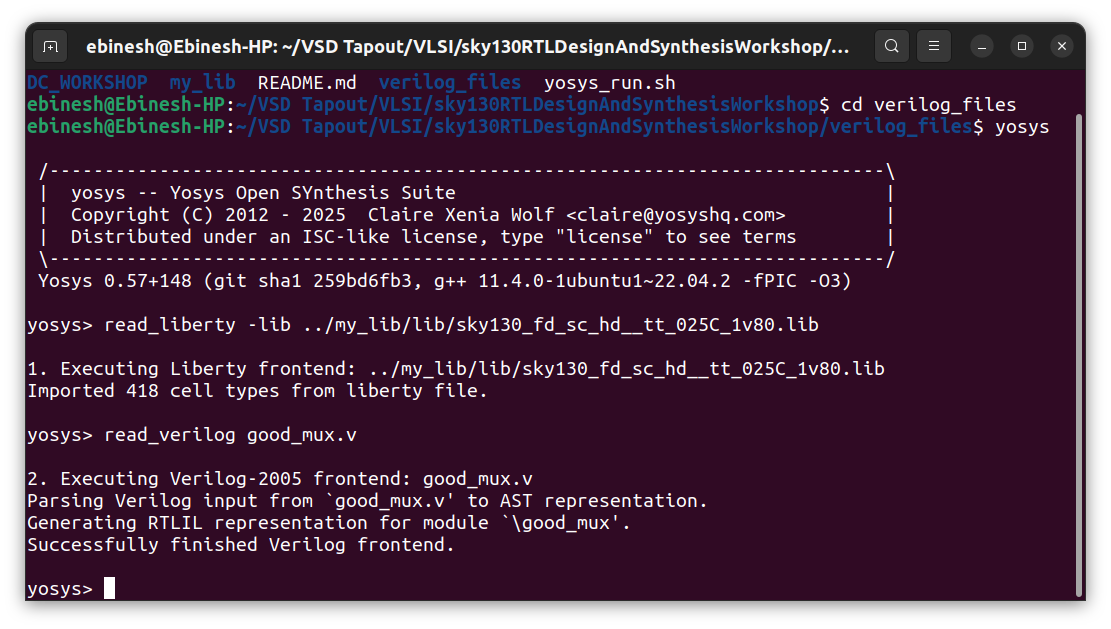 ebinesh@Ebinesh-HP: ~/VSD Tapout/VLSI/sky130RTLDesignAndSynthesisWorkshop/...
DC_WORKSHOP  my_lib  README.md  verilog_files  yosys_run.sh
ebinesh@Ebinesh-HP:~/VSD Tapout/VLSI/sky130RTLDesignAndSynthesisWorkshop$ cd verilog_files
ebinesh@Ebinesh-HP:~/VSD Tapout/VLSI/sky130RTLDesignAndSynthesisWorkshop/verilog_files$ yosys
/----------------------------------------------------------------------------\
|  yosys -- Yosys Open SYnthesis Suite                                       |
|  Copyright (C) 2012 - 2025  Claire Xenia Wolf <claire@yosyshq.com>         |
|  Distributed under an ISC-like license, type "license" to see terms        |
\----------------------------------------------------------------------------/
Yosys 0.57+148 (git sha1 259bd6fb3, g++ 11.4.0-1ubuntu1~22.04.2 -fPIC -O3)
yosys> read_liberty -lib ../my_lib/lib/sky130_fd_sc_hd__tt_025C_1v80.lib
1. Executing Liberty frontend: ../my_lib/lib/sky130_fd_sc_hd__tt_025C_1v80.lib
Imported 418 cell types from liberty file.
yosys> read_verilog good_mux.v
2. Executing Verilog-2005 frontend: good_mux.v
Parsing Verilog input from `good_mux.v' to AST representation.
Generating RTLIL representation for module `\good_mux'.
Successfully finished Verilog frontend.
yosys>